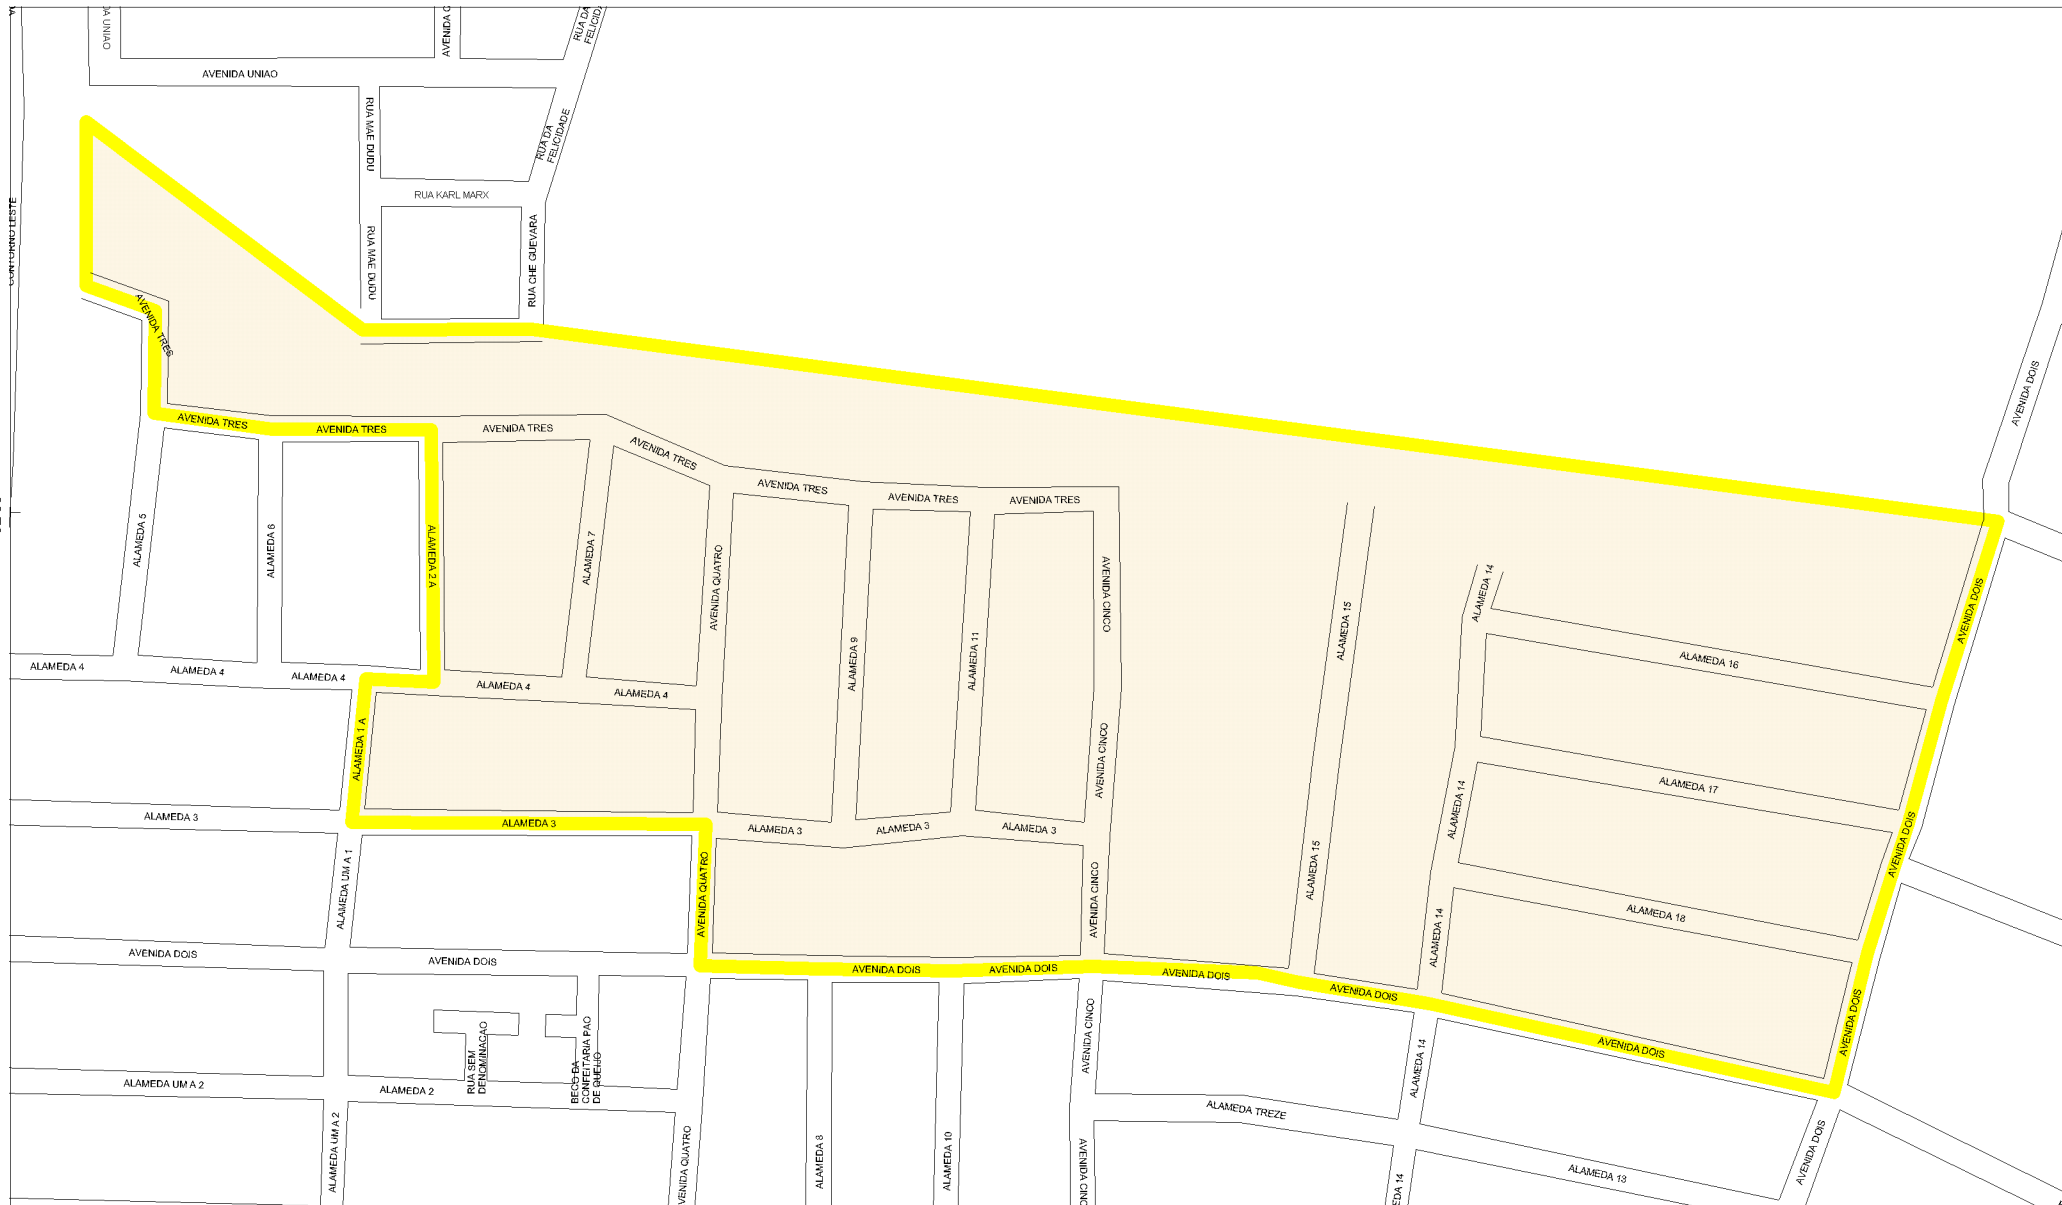 DA UNIAO
AVENIDA UNIAO
RUA DA
FELICIDADE
RUA MAE DUDU
RUA KARL MARX
CONTORNO LESTE
RUA MAE DUDU
RUA CHE GUEVARA
AVENIDA TRES
AVENIDA DOIS
AVENIDA TRES
AVENIDA TRES
AVENIDA TRES
AVENIDA TRES
AVENIDA TRES
AVENIDA TRES
AVENIDA TRES
ALAMEDA 5
ALAMEDA 6
ALAMEDA 2 A
ALAMEDA 7
AVENIDA QUATRO
AVENIDA CINCO
ALAMEDA 14
ALAMEDA 15
AVENIDA DOIS
ALAMEDA 9
ALAMEDA 11
ALAMEDA 16
ALAMEDA 4
ALAMEDA 4
ALAMEDA 4
ALAMEDA 4
ALAMEDA 4
ALAMEDA 1 A
AVENIDA CINCO
ALAMEDA 17
ALAMEDA 14
ALAMEDA 3
ALAMEDA 3
ALAMEDA 3
ALAMEDA 3
ALAMEDA 3
AVENIDA DOIS
ALAMEDA UM A 1
AVENIDA QUATRO
AVENIDA CINCO
ALAMEDA 15
ALAMEDA 14
ALAMEDA 18
AVENIDA DOIS
AVENIDA DOIS
AVENIDA DOIS
AVENIDA DOIS
AVENIDA DOIS
AVENIDA DOIS
AVENIDA DOIS
AVENIDA DOIS
RUA SEM
DENOMINACAO
BECO DA
CONFEITARIA PAO
DE QUEIJO
AVENIDA CINCO
ALAMEDA 14
ALAMEDA UM A 2
ALAMEDA 2
ALAMEDA TREZE
ALAMEDA UM A 2
AVENIDA QUATRO
ALAMEDA 8
ALAMEDA 10
AVENIDA CINC
EDA 14
ALAMEDA 13
AVENIDA DOIS